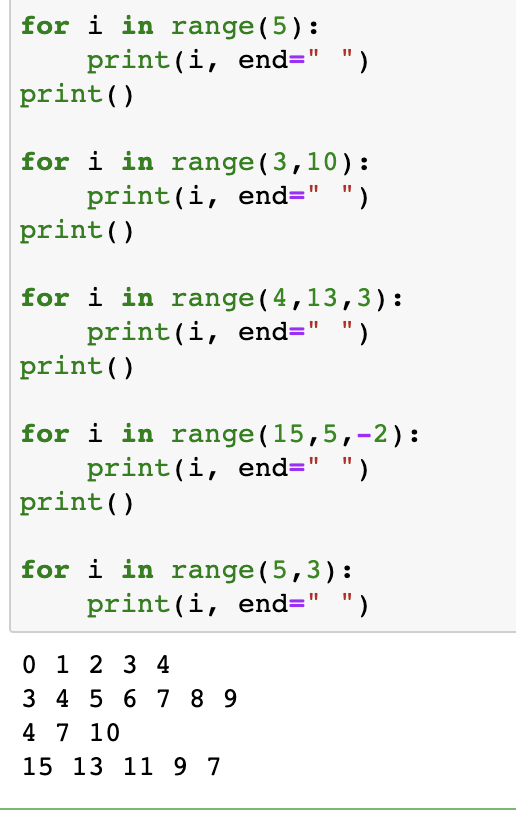 for i in range(5):
    print(i, end=" ")
print()

for i in range(3,10):
    print(i, end=" ")
print()

for i in range(4,13,3):
    print(i, end=" ")
print()

for i in range(15,5,-2):
    print(i, end=" ")
print()

for i in range(5,3):
    print(i, end=" ")
0 1 2 3 4
3 4 5 6 7 8 9
4 7 10
15 13 11 9 7